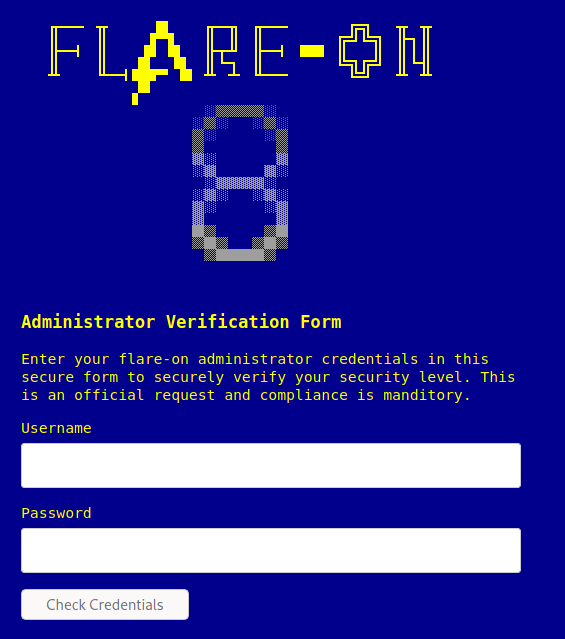 FLARE-ON
8
Administrator Verification Form
Enter your flare-on administrator credentials in this
secure form to securely verify your security level. This
is an official request and compliance is manditory.
Username
Password
Check Credentials